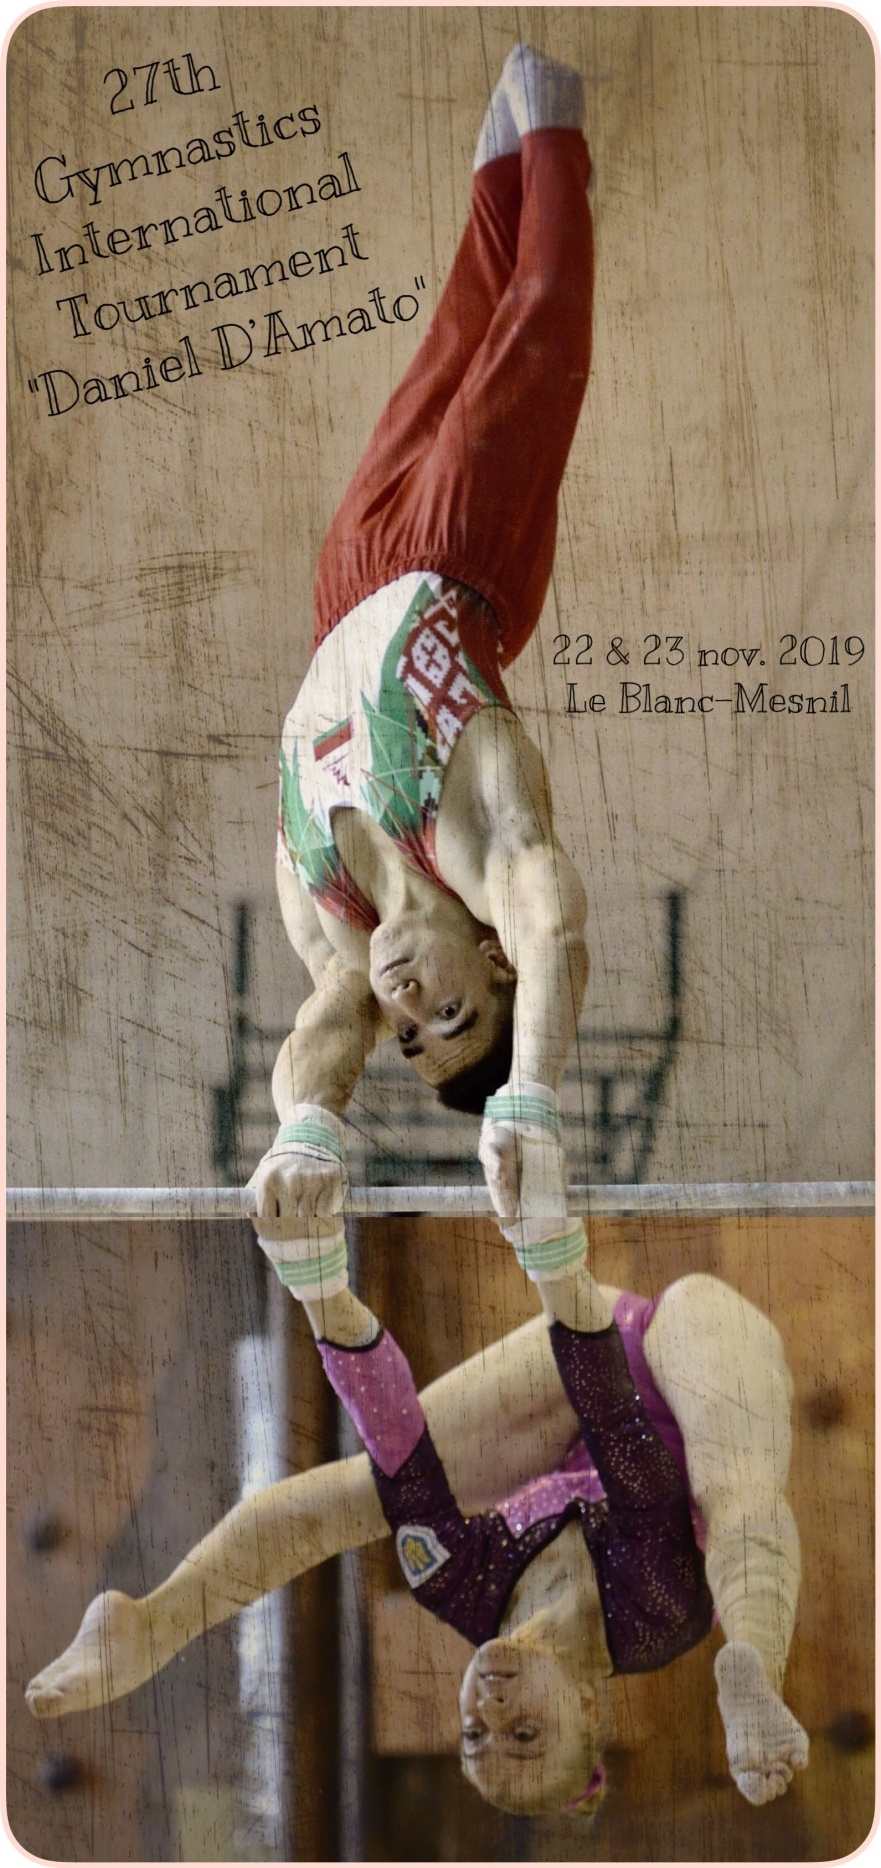 27th
Gymnastics
International
Tournament
"Daniel D'Amato"
22 & 23 nov. 2019
Le Blanc-Mesnil